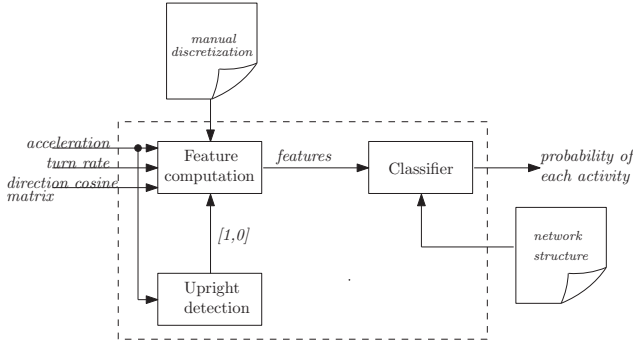 manual
discretization
acceleration
turn rate
direction cosine
matrix
Feature
computation
features
Classifier
probability of
each activity
[1,0]
network
structure
Upright
detection